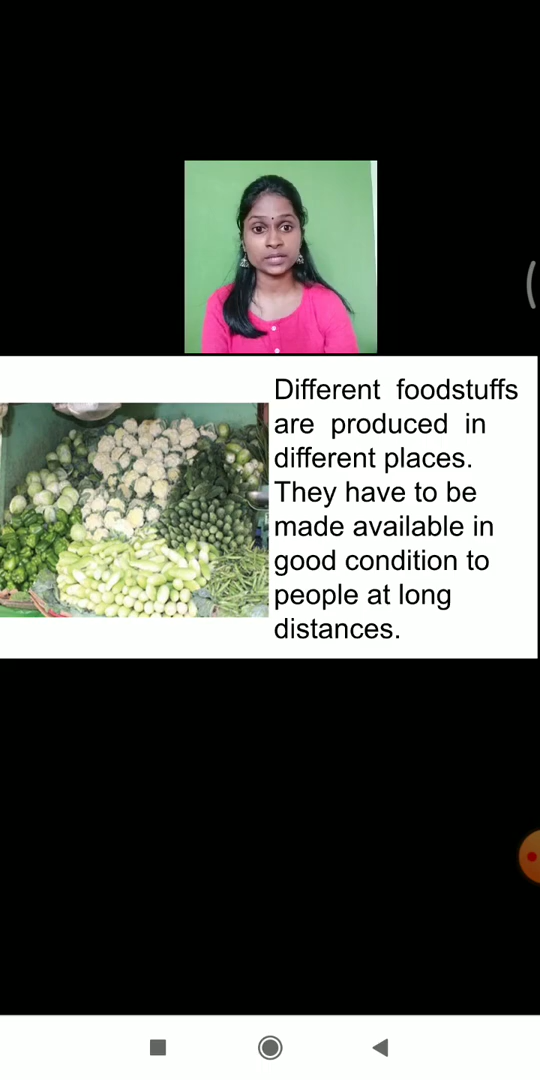 Different foodstuffs
are produced in
different places.
They have to be
made available in
good condition to
people at long
distances.